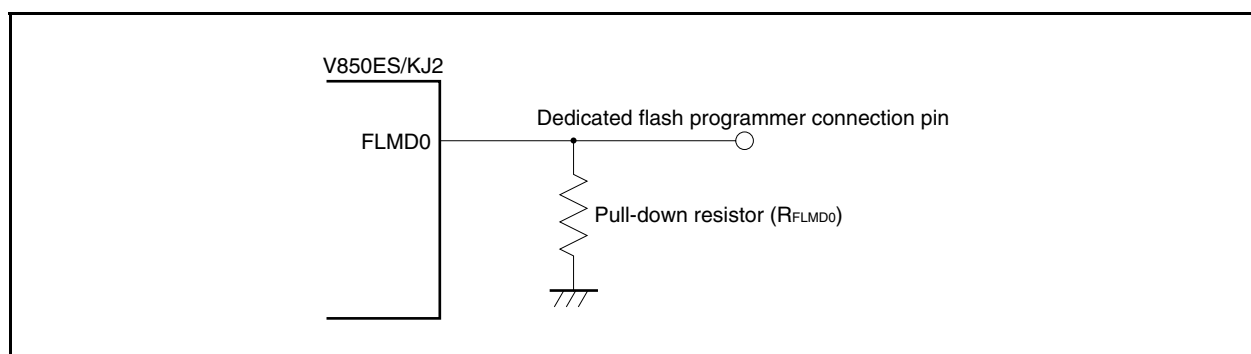 V850ES/KJ2
Dedicated flash programmer connection pin
FLMD0
Pull-down resistor (RFLMD0)